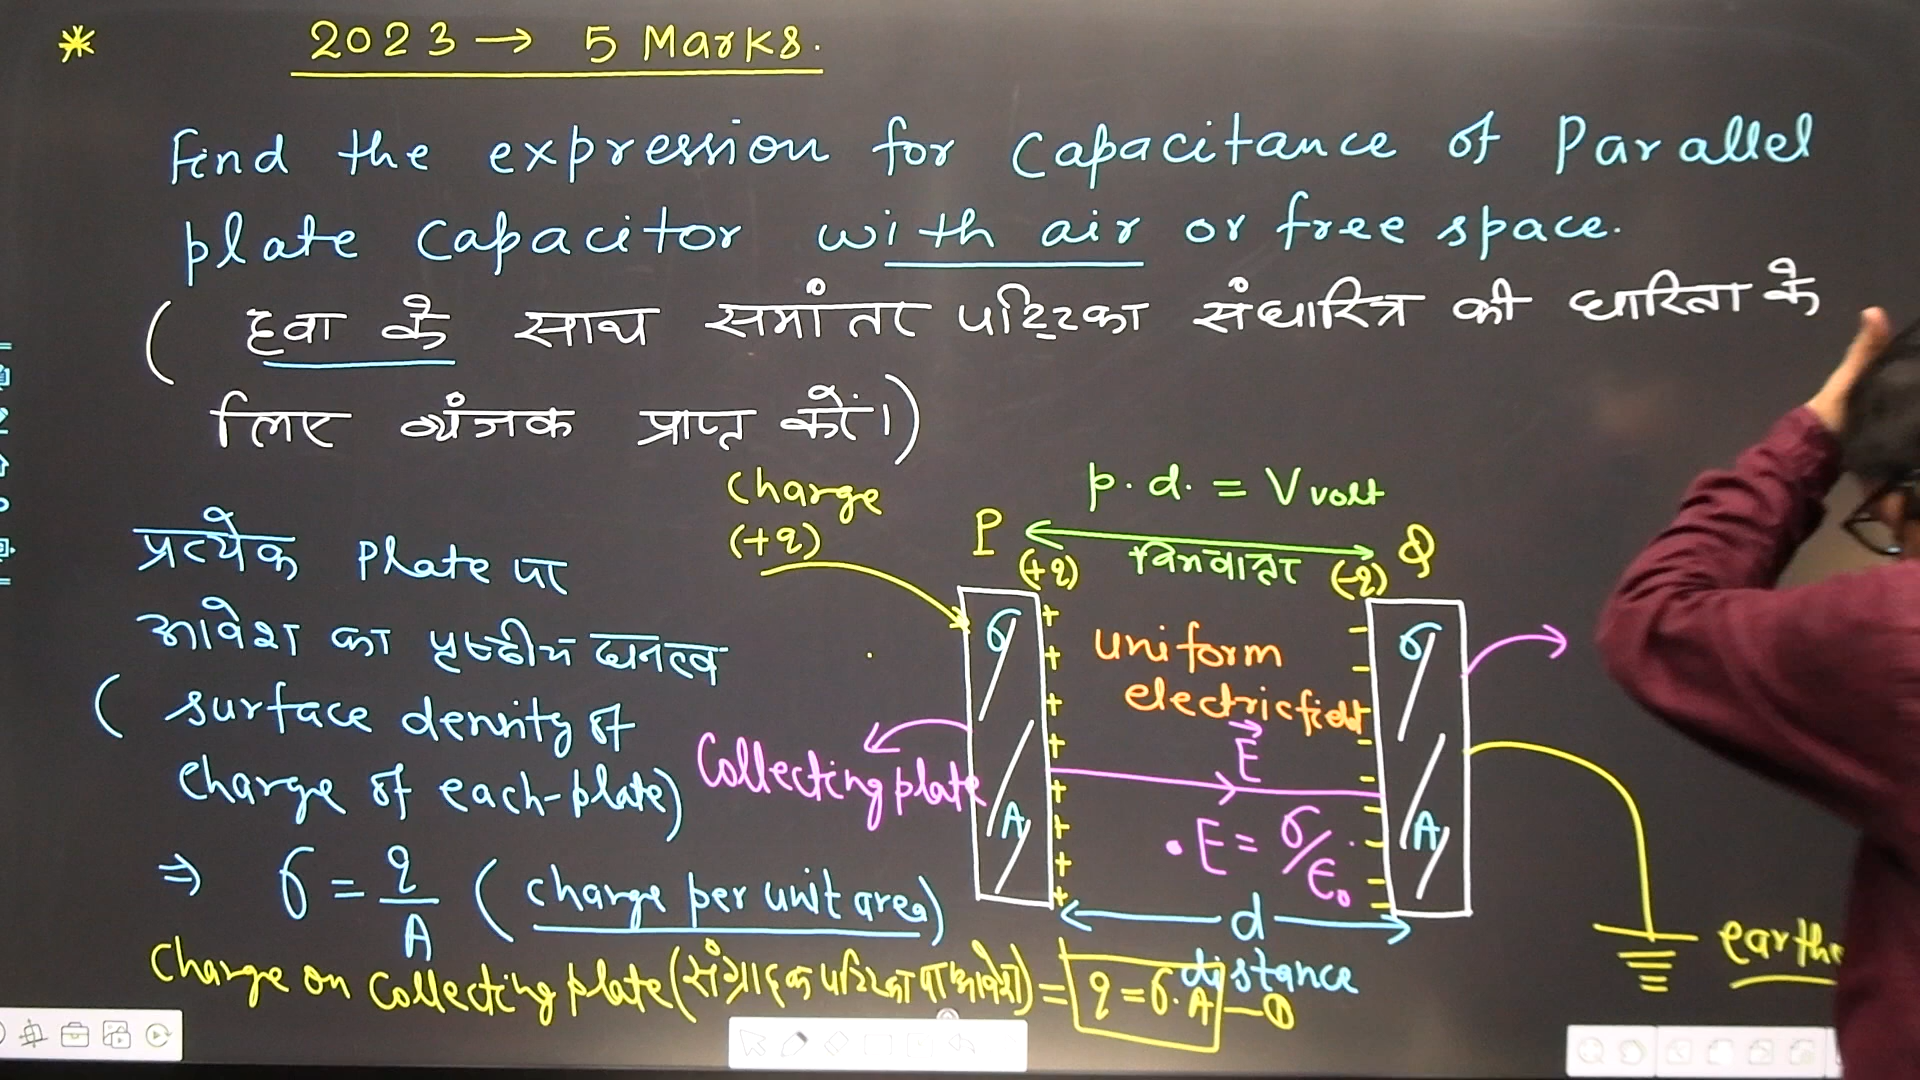 * 2023 → 5 Marks.
Find the expression for Capacitance of Parallel
plate Capacitor with air or free space.
( हवा के साथ समांतर पट्टिका संधारित्र की धारिता के
लिए व्यंजक प्राप्त करें।)
Charge
(+q)
p.d. = V volt
P
Q
विभवान्तर
(+q)
(-q)
प्रत्येक plate पर
आवेश का पृष्ठीय घनत्व
( surface density of
charge of each-plate)
σ
σ
uniform
electric field
E
Collecting plate
A
A
• E = σ/ε₀
⇒ σ = q/A ( charge per unit area)
d
distance
earthe
Charge on Collecting plate (संग्राहक पट्टिका पर आवेश) = q = σ.A —①